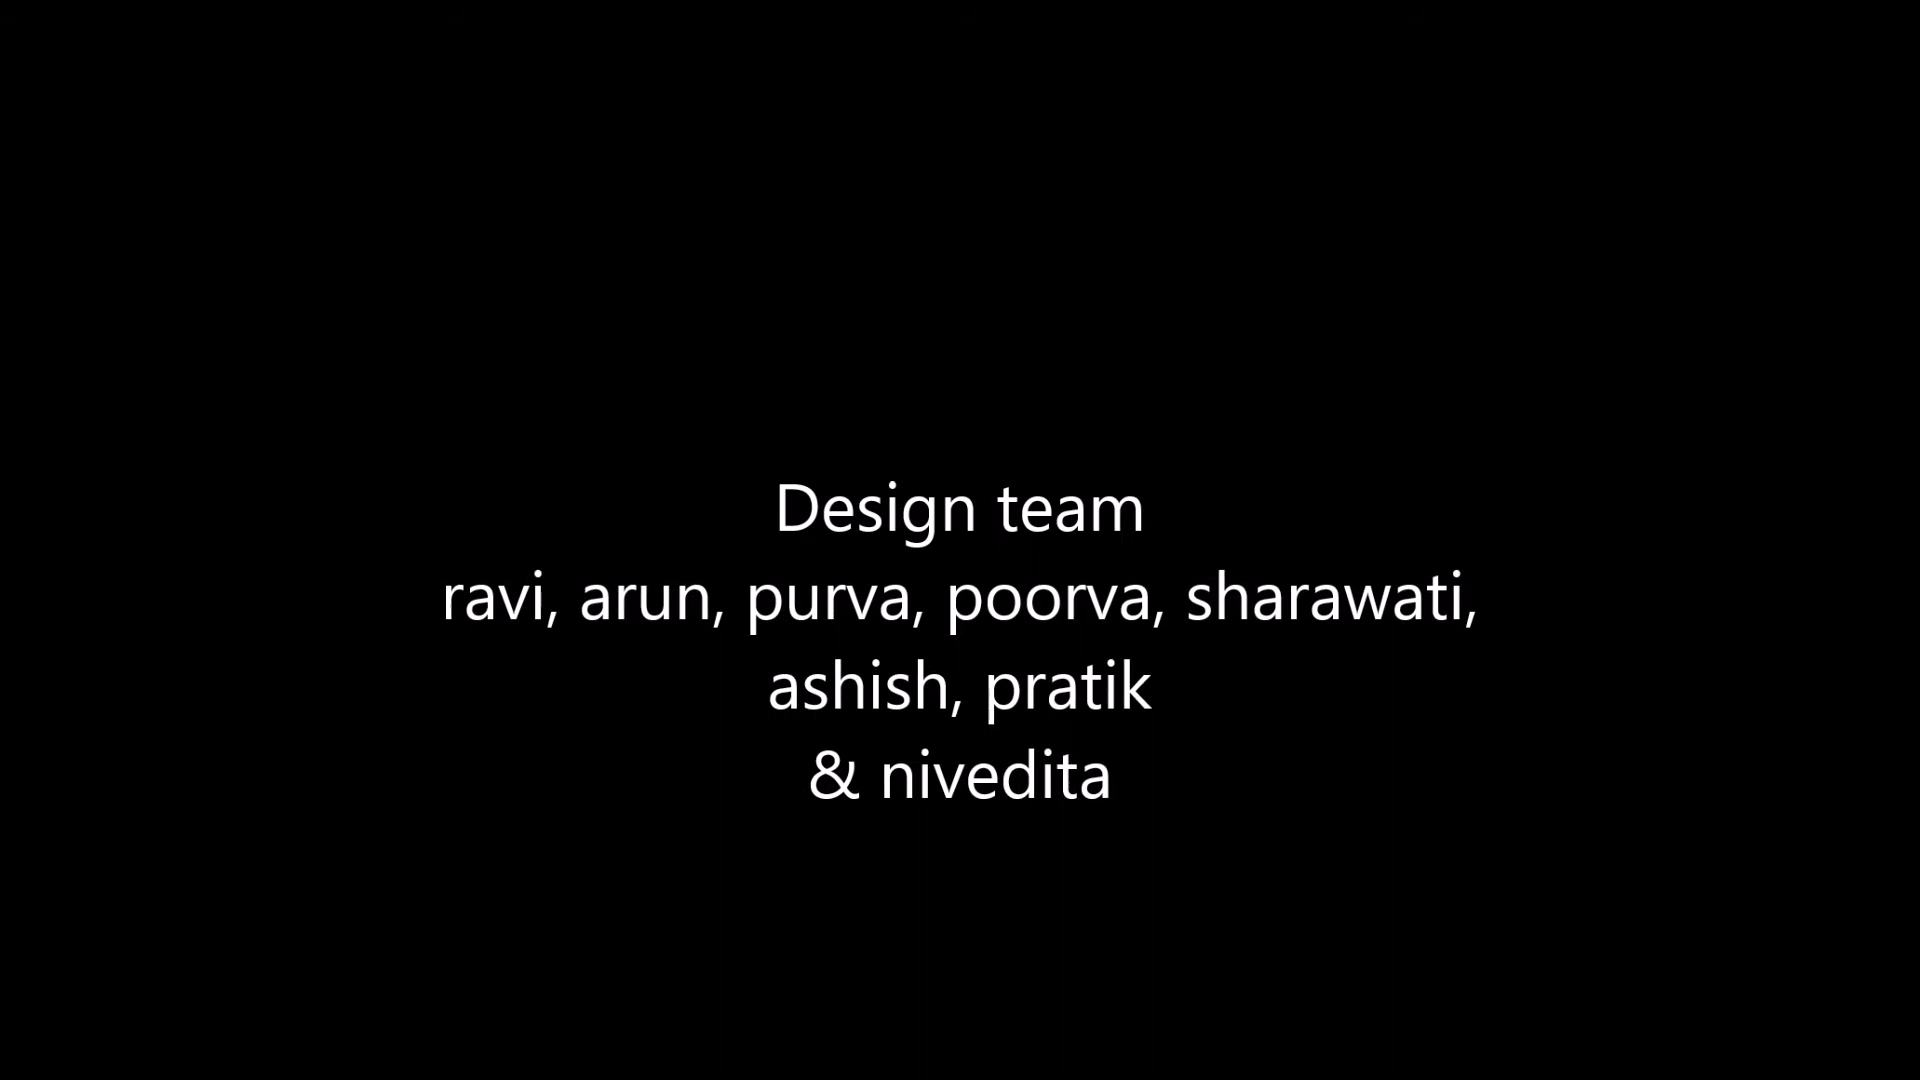 Design team
ravi, arun, purva, poorva, sharawati,
ashish, pratik
& nivedita